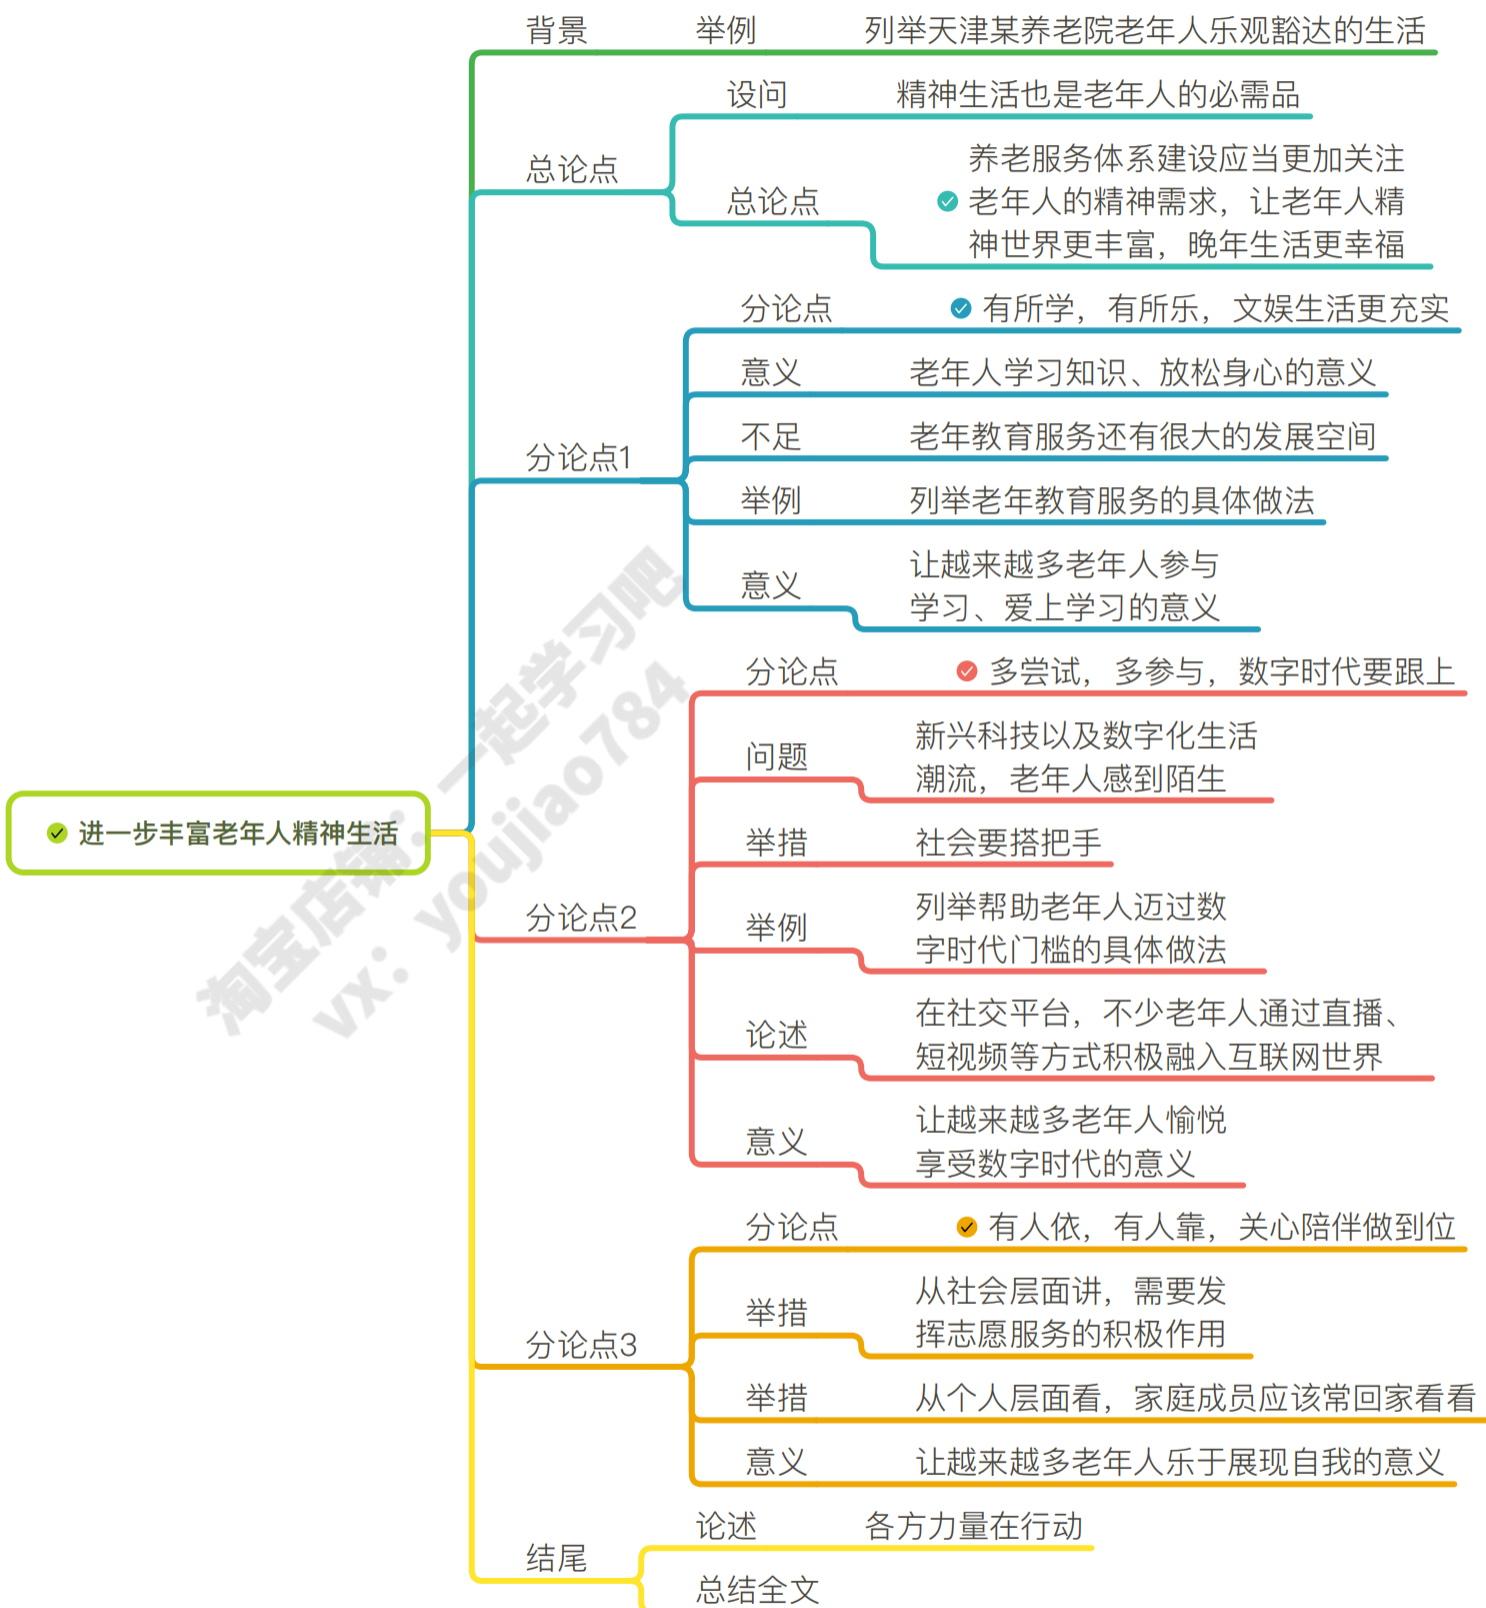 背景 举例 列举天津某养老院老年人乐观豁达的生活
设问 精神生活也是老年人的必需品
总论点
总论点
养老服务体系建设应当更加关注
老年人的精神需求，让老年人精
神世界更丰富，晚年生活更幸福
分论点 有所学，有所乐，文娱生活更充实
意义 老年人学习知识、放松身心的意义
不足 老年教育服务还有很大的发展空间
分论点1
举例 列举老年教育服务的具体做法
意义
让越来越多老年人参与
学习、爱上学习的意义
分论点 多尝试，多参与，数字时代要跟上
问题
新兴科技以及数字化生活
潮流，老年人感到陌生
进一步丰富老年人精神生活
举措 社会要搭把手
分论点2
举例
列举帮助老年人迈过数
字时代门槛的具体做法
论述
在社交平台，不少老年人通过直播、
短视频等方式积极融入互联网世界
意义
让越来越多老年人愉悦
享受数字时代的意义
分论点 有人依，有人靠，关心陪伴做到位
举措
从社会层面讲，需要发
挥志愿服务的积极作用
分论点3
举措 从个人层面看，家庭成员应该常回家看看
意义 让越来越多老年人乐于展现自我的意义
论述 各方力量在行动
结尾
总结全文
淘宝店铺：一起学习吧
vx：youjiao784